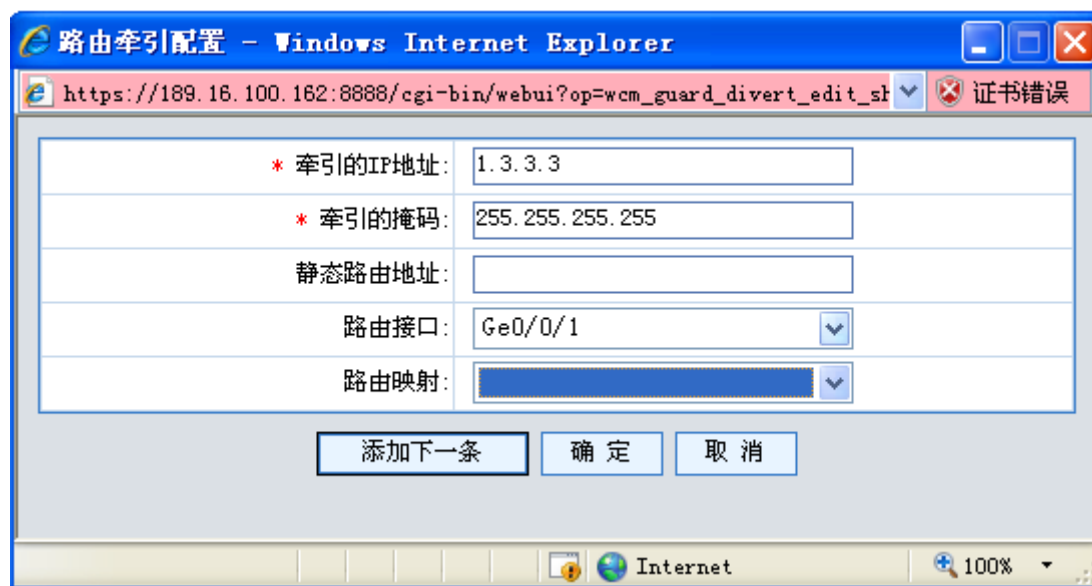 路由牵引配置 - Windows Internet Explorer
https://189.16.100.162:8888/cgi-bin/webui?op=wcm_guard_divert_edit_sh 证书错误
* 牵引的IP地址: 1.3.3.3
* 牵引的掩码: 255.255.255.255
静态路由地址:
路由接口: Ge0/0/1
路由映射:
添加下一条 确 定 取 消
Internet 100%